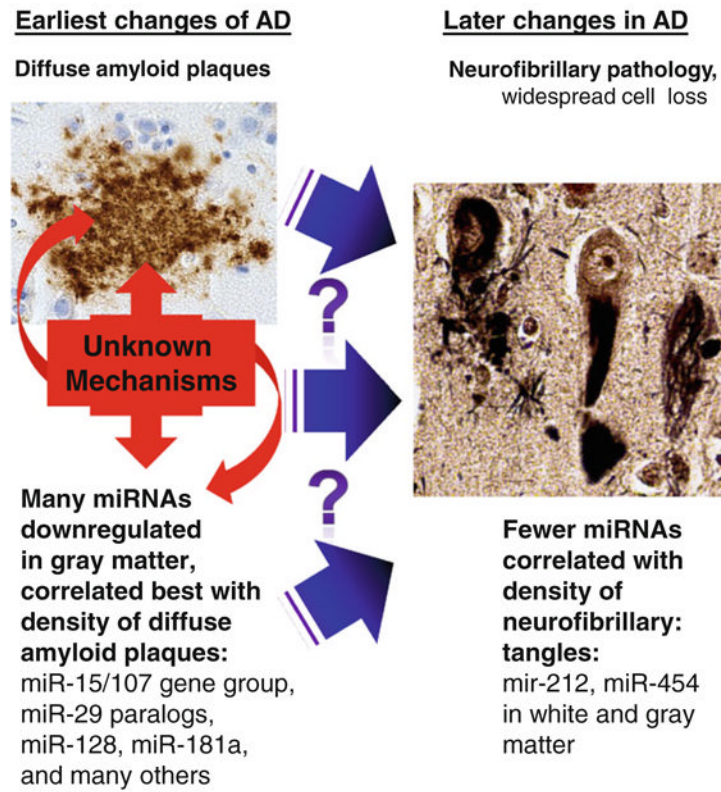 Earliest changes of AD
Diffuse amyloid plaques
Unknown
Mechanisms
Many miRNAs
downregulated
in gray matter,
correlated best with
density of diffuse
amyloid plaques:
miR-15/107 gene group,
miR-29 paralogs,
miR-128, miR-181a,
and many others
?
?
Later changes in AD
Neurofibrillary pathology,
widespread cell loss
Fewer miRNAs
correlated with
density of
neurofibrillary:
tangles:
mir-212, miR-454
in white and gray
matter